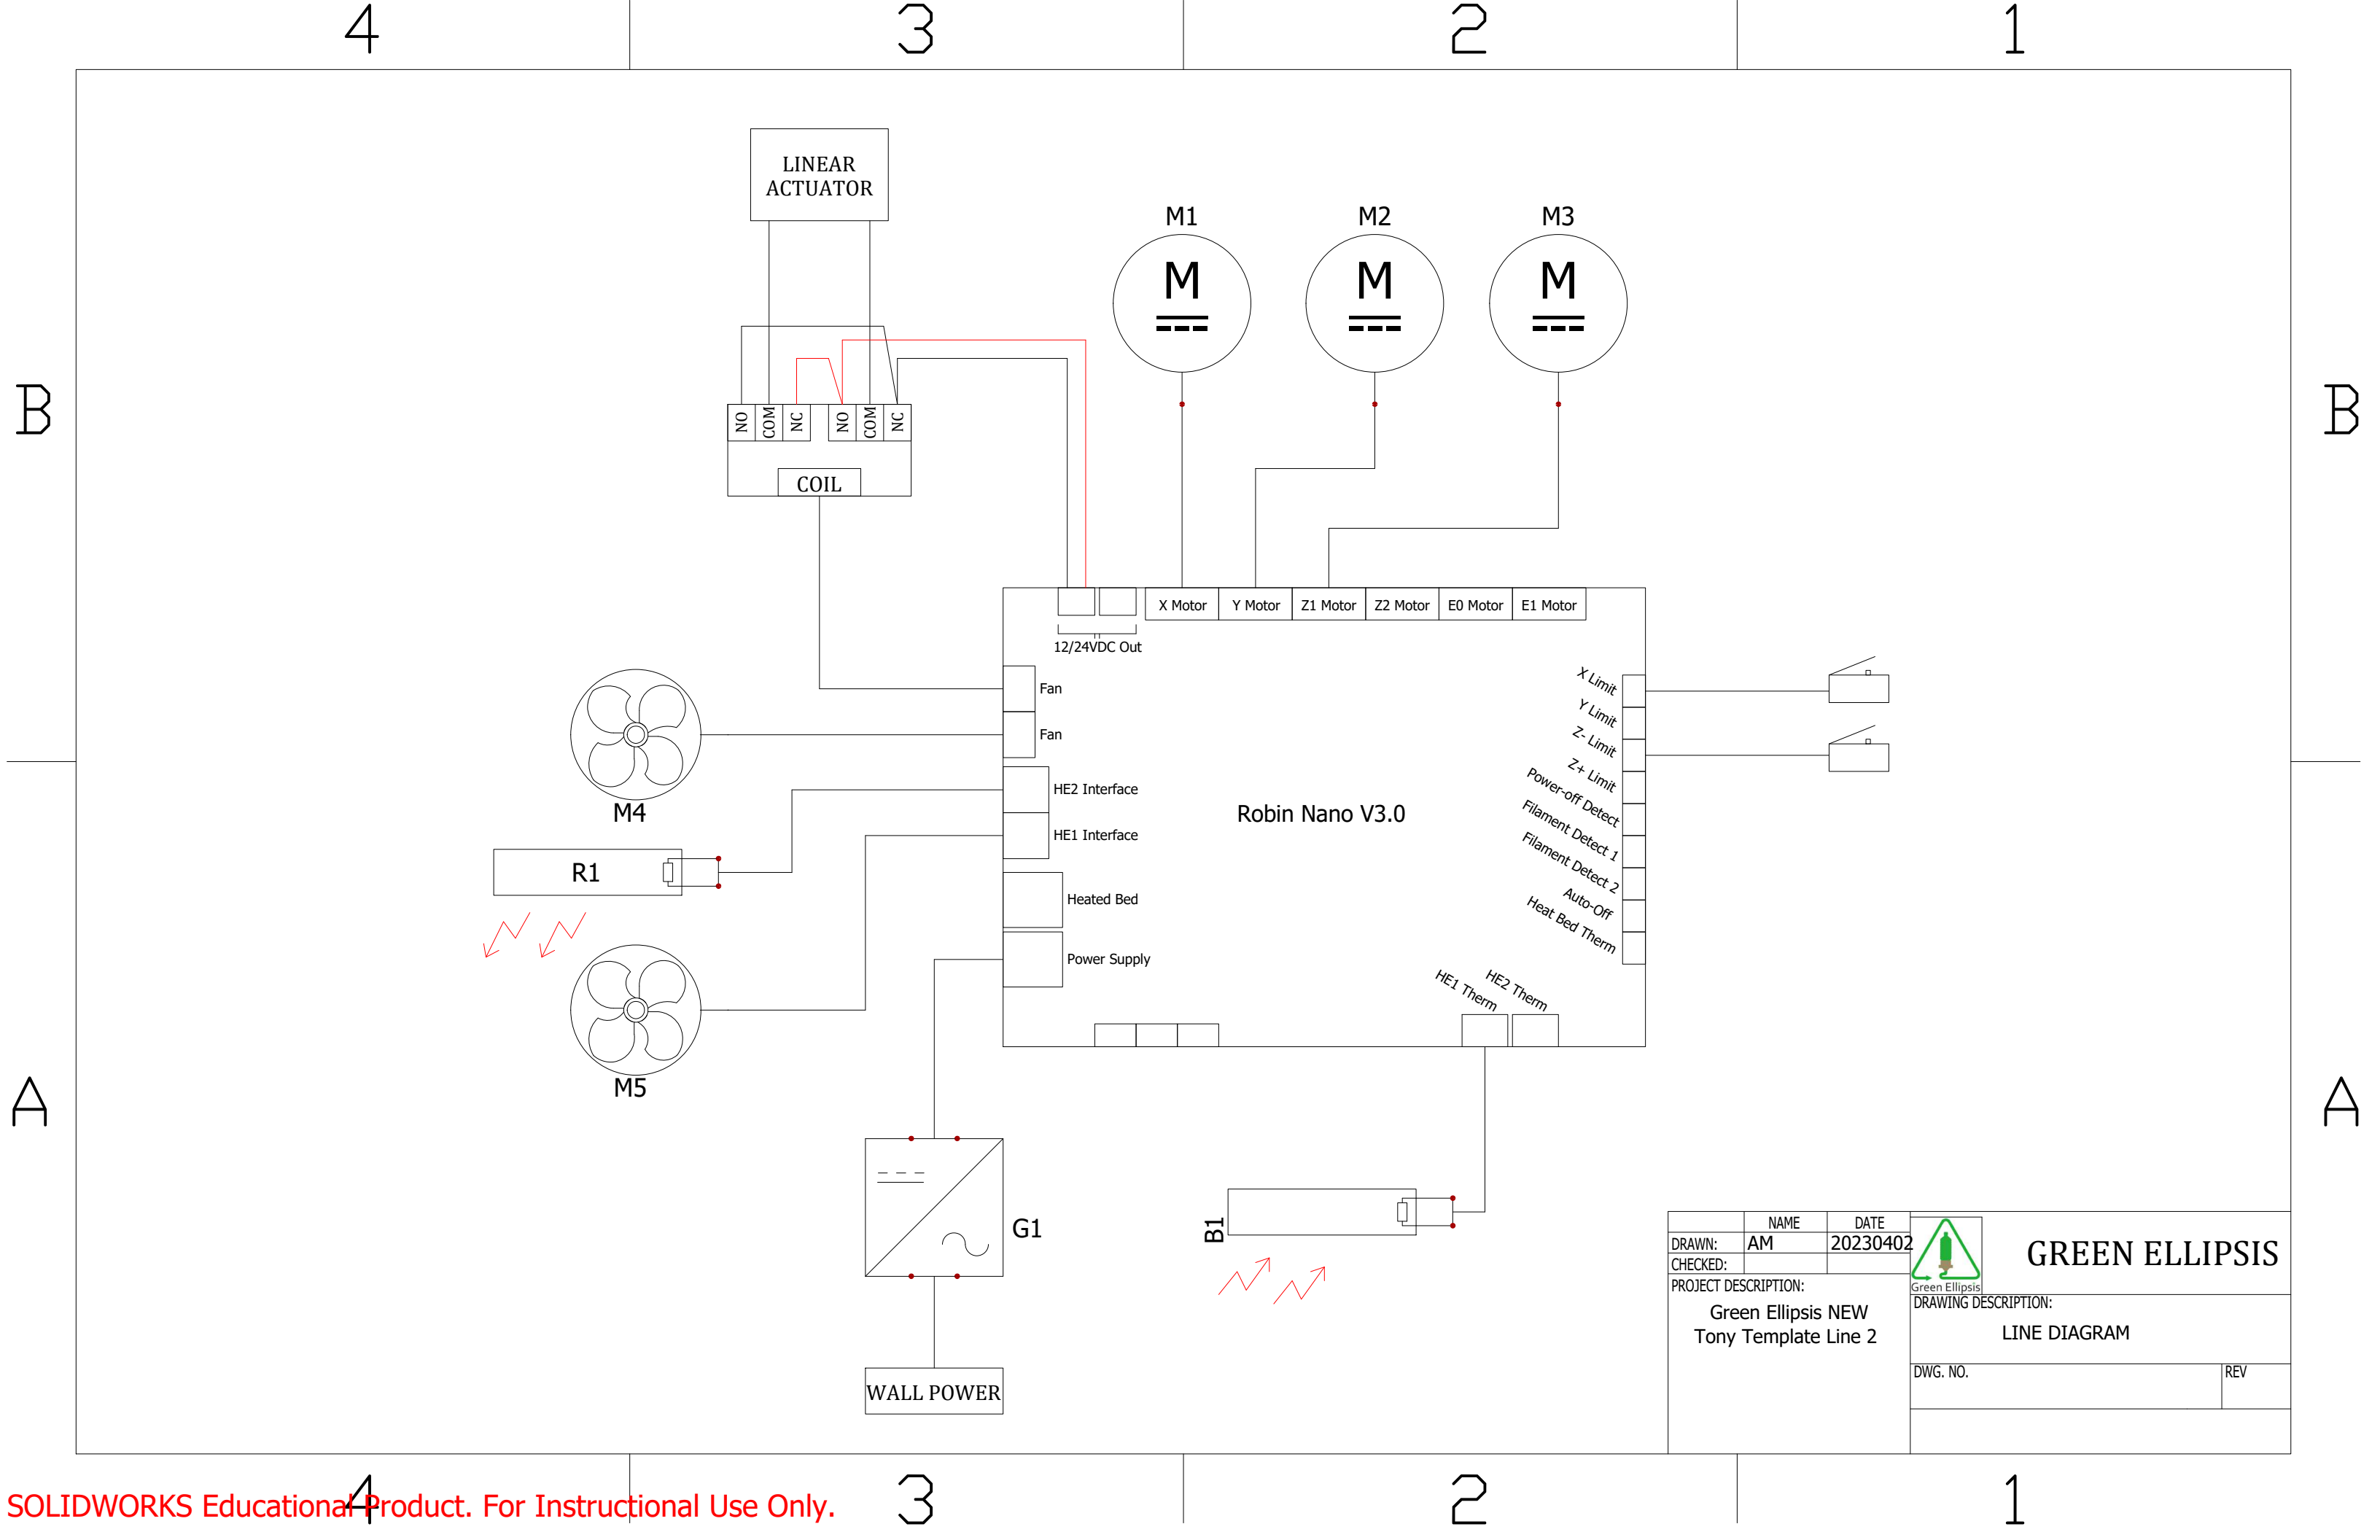 4 3 2 1
LINEAR
ACTUATOR
M1 M2 M3
M M M
B B
NO COM NC NO COM NC
COIL
X Motor Y Motor Z1 Motor Z2 Motor E0 Motor E1 Motor
12/24VDC Out
Fan
Fan
HE2 Interface
HE1 Interface
Heated Bed
Power Supply
Robin Nano V3.0
X Limit
Y Limit
Z- Limit
Z+ Limit
Power-off Detect
Filament Detect 1
Filament Detect 2
Auto-Off
Heat Bed Therm
HE1 Therm
HE2 Therm
M4
R1
M5
A A
G1
B1
WALL POWER
NAME DATE
DRAWN: AM 20230402
CHECKED:
PROJECT DESCRIPTION:
Green Ellipsis NEW
Tony Template Line 2
Green Ellipsis
GREEN ELLIPSIS
DRAWING DESCRIPTION:
LINE DIAGRAM
DWG. NO. REV
4 3 2 1
SOLIDWORKS Educational Product. For Instructional Use Only.